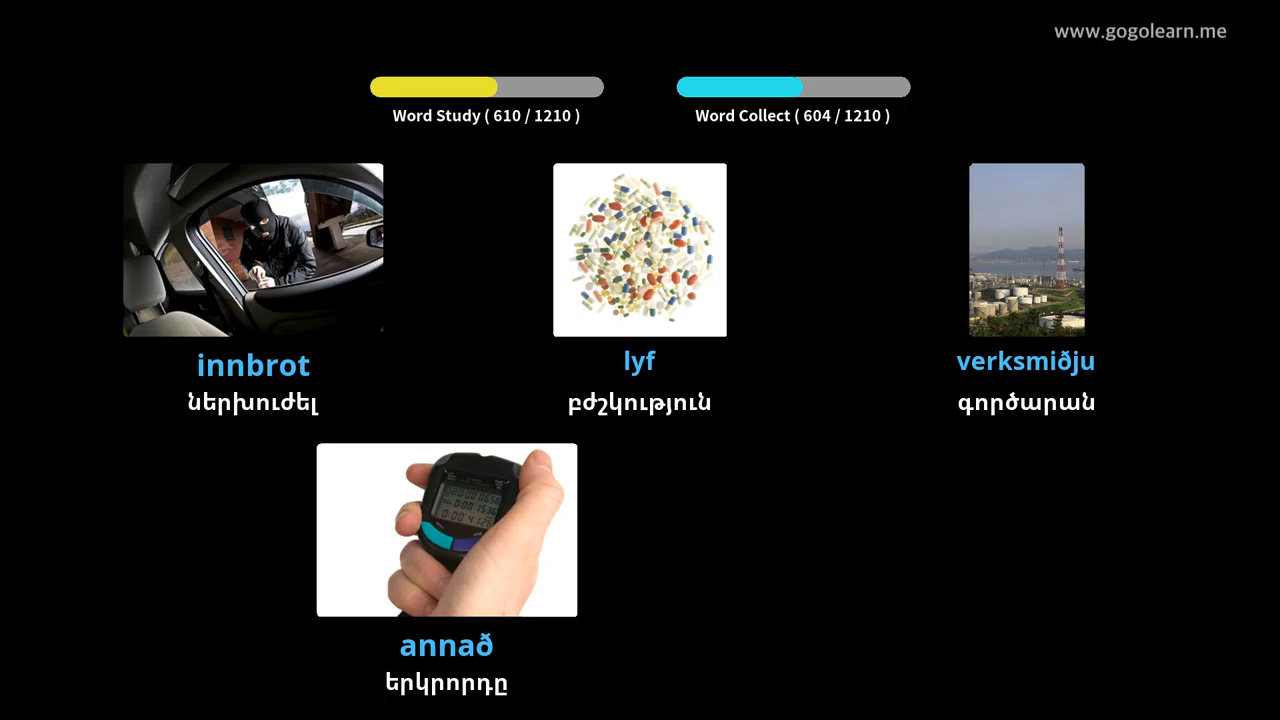 www.gogolearn.me
Word Study ( 610 / 1210 )
Word Collect ( 604 / 1210 )
innbrot
ներխուժել
lyf
բժշկություն
verksmiðju
գործարան
annað
երկրորդը